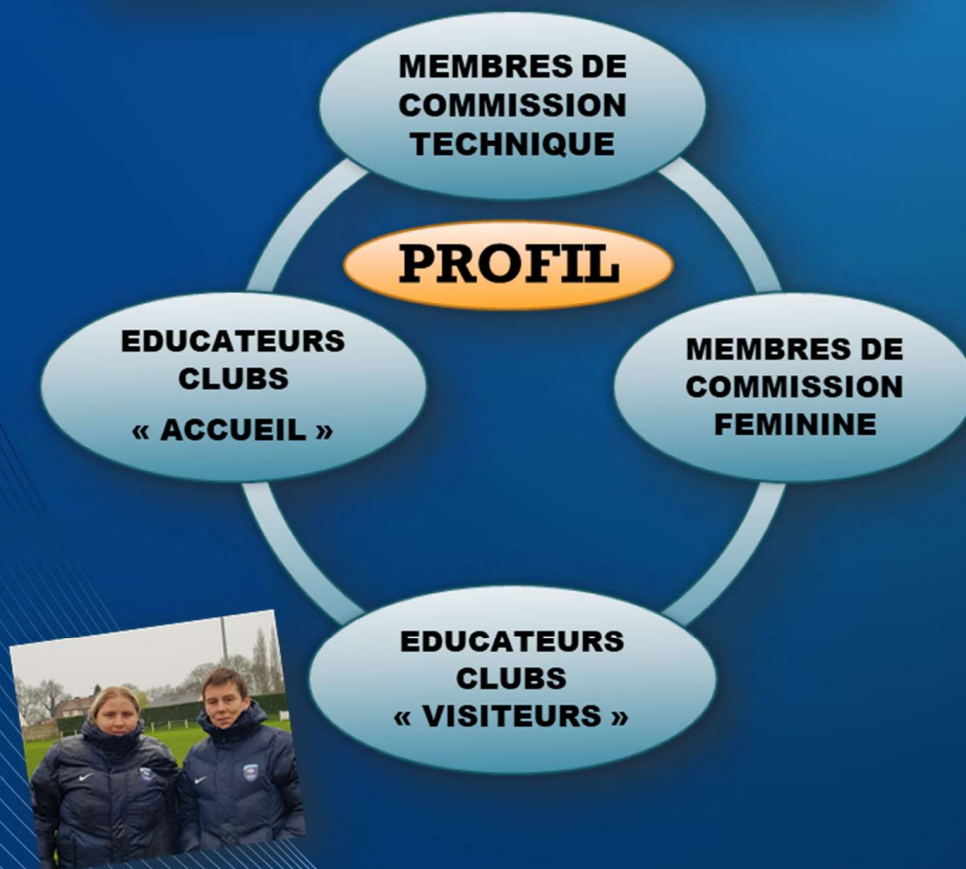 MEMBRES DE
COMMISSION
TECHNIQUE
PROFIL
EDUCATEURS
CLUBS
« ACCUEIL »
MEMBRES DE
COMMISSION
FEMININE
EDUCATEURS
CLUBS
« VISITEURS »